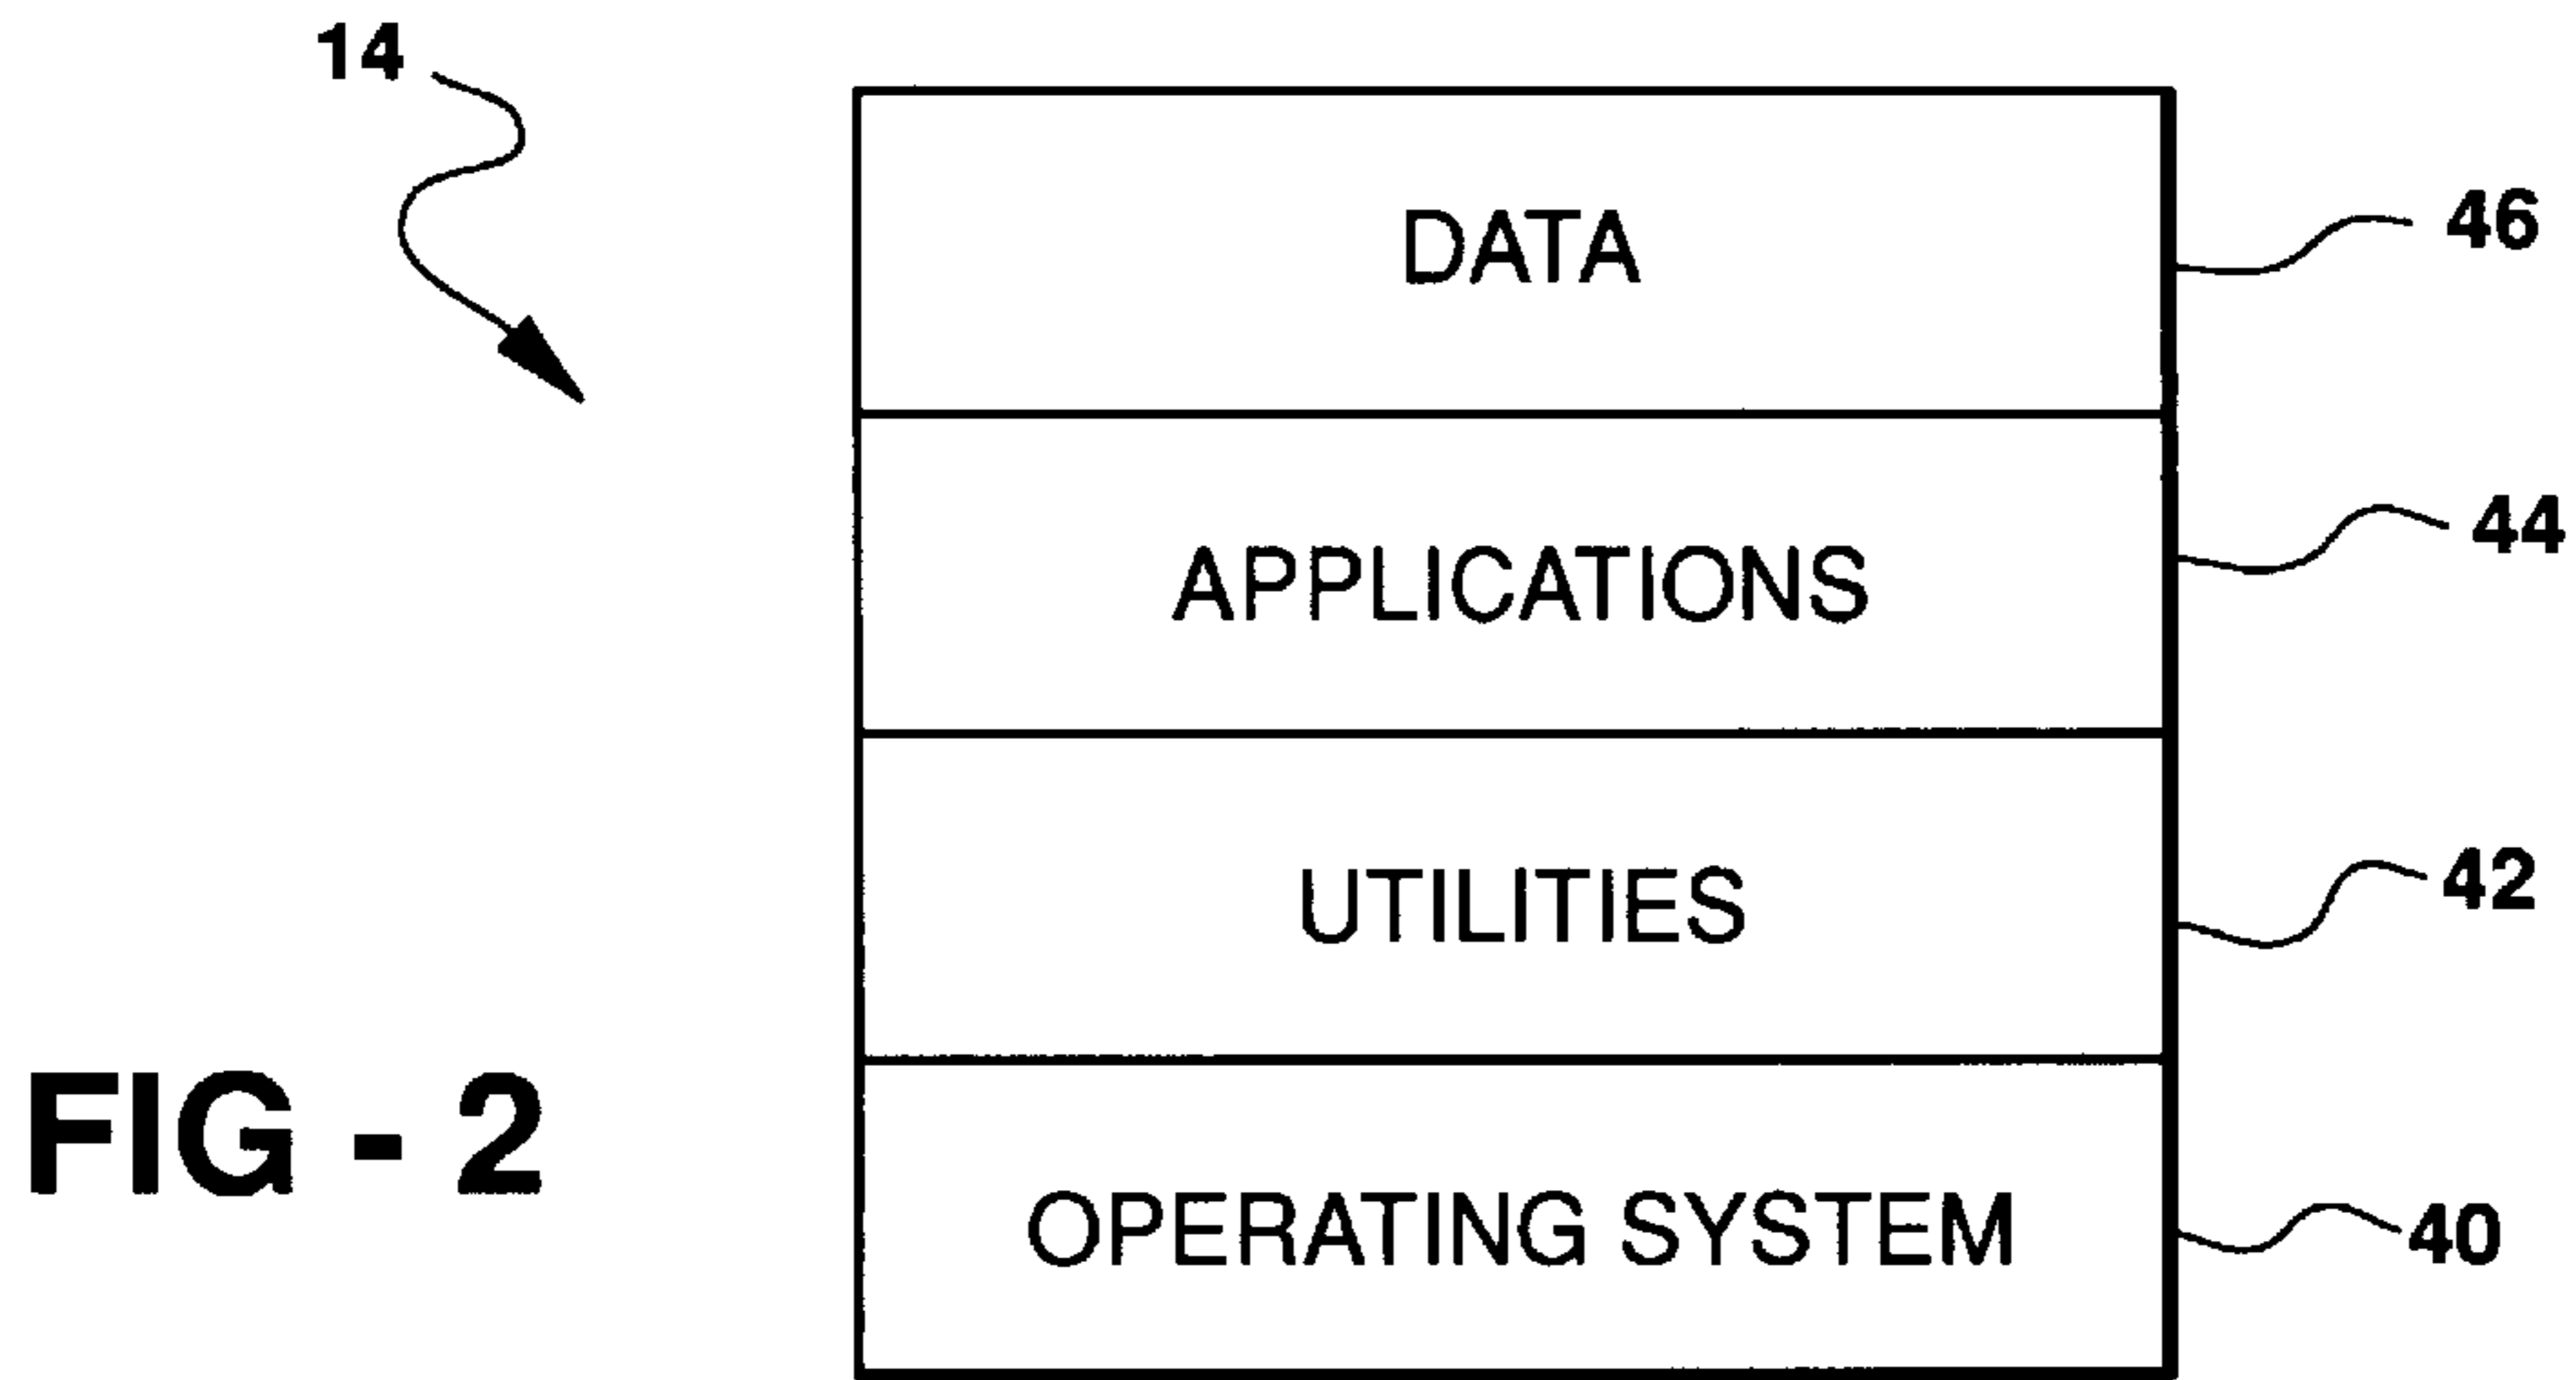 14
DATA
46
APPLICATIONS
44
UTILITIES
42
OPERATING SYSTEM
40
FIG - 2